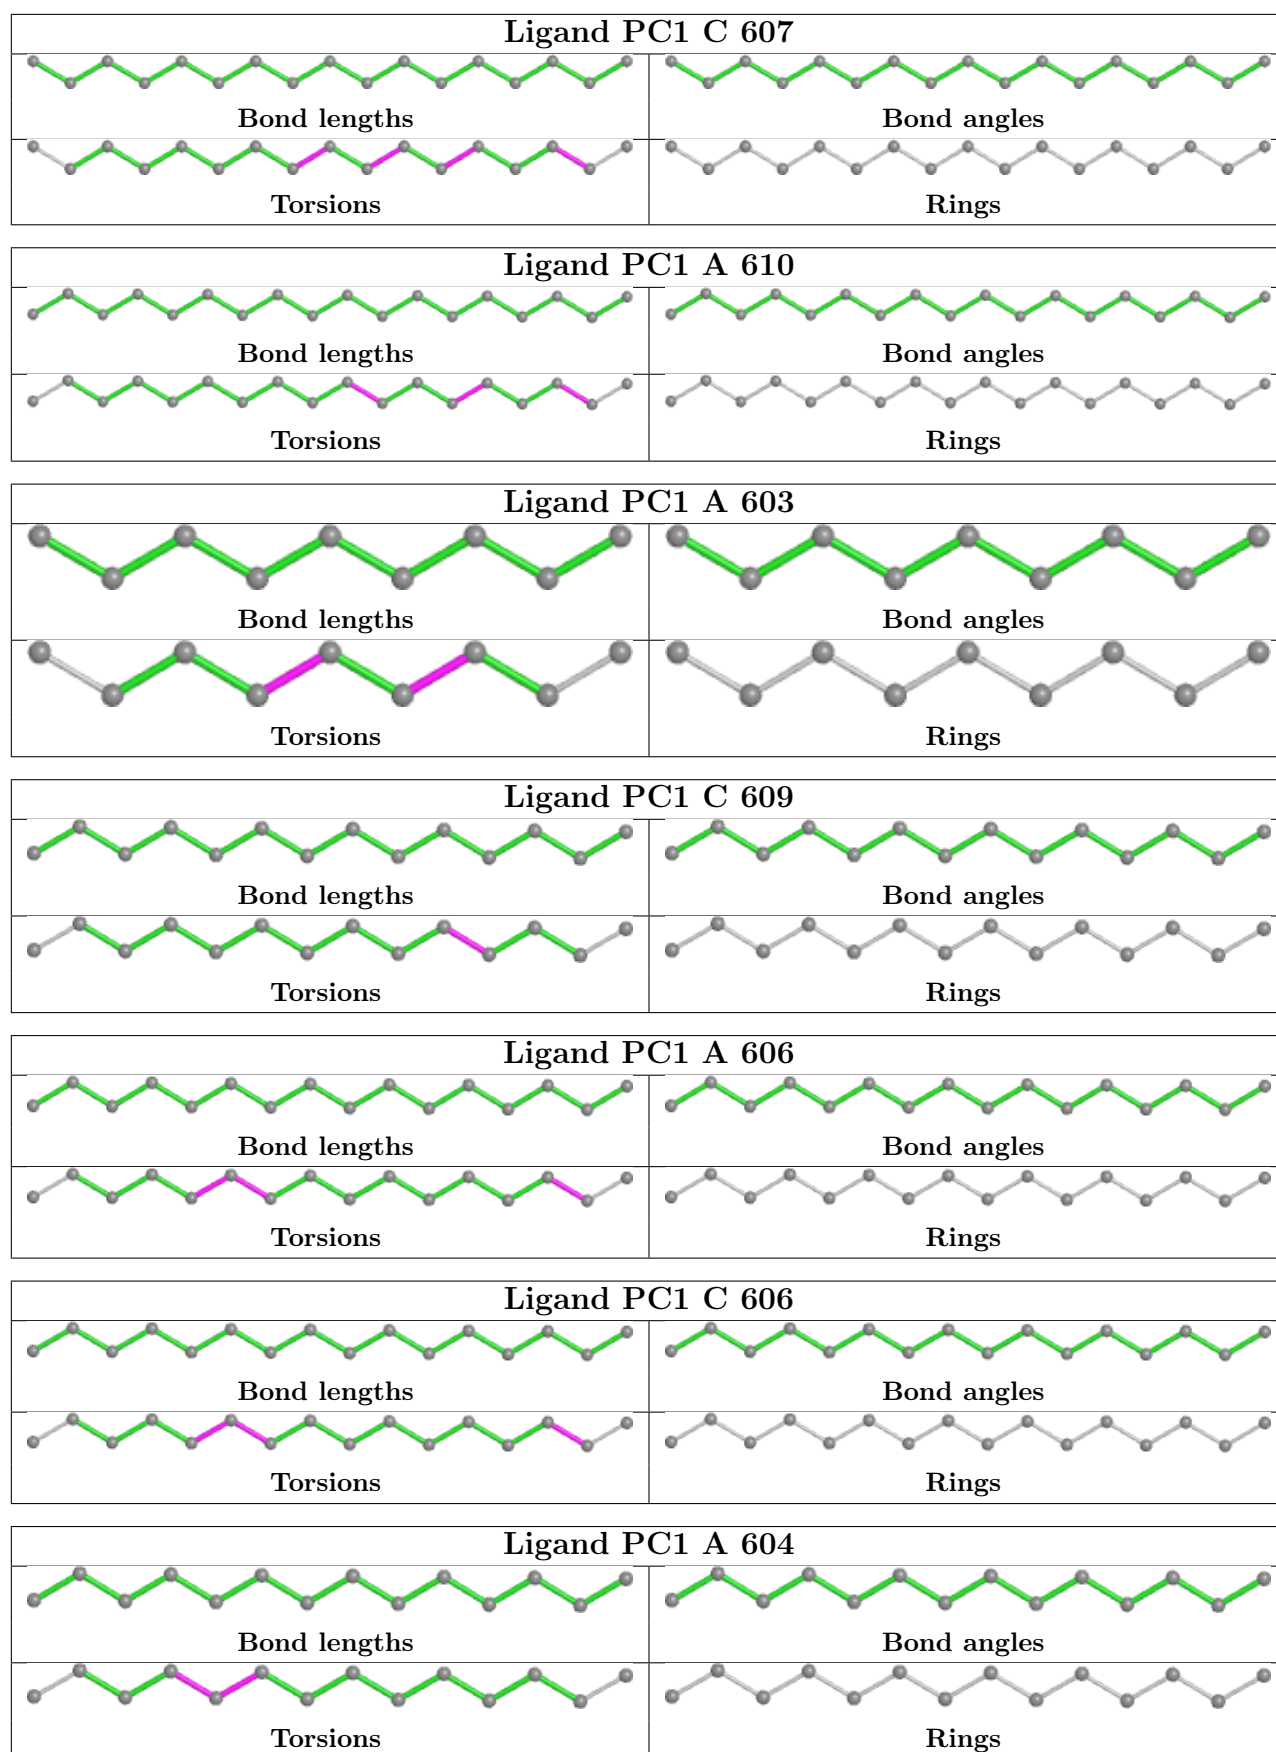 Ligand PC1 C 607
Bond lengths
Bond angles
Torsions
Rings
Ligand PC1 A 610
Bond lengths
Bond angles
Torsions
Rings
Ligand PC1 A 603
Bond lengths
Bond angles
Torsions
Rings
Ligand PC1 C 609
Bond lengths
Bond angles
Torsions
Rings
Ligand PC1 A 606
Bond lengths
Bond angles
Torsions
Rings
Ligand PC1 C 606
Bond lengths
Bond angles
Torsions
Rings
Ligand PC1 A 604
Bond lengths
Bond angles
Torsions
Rings